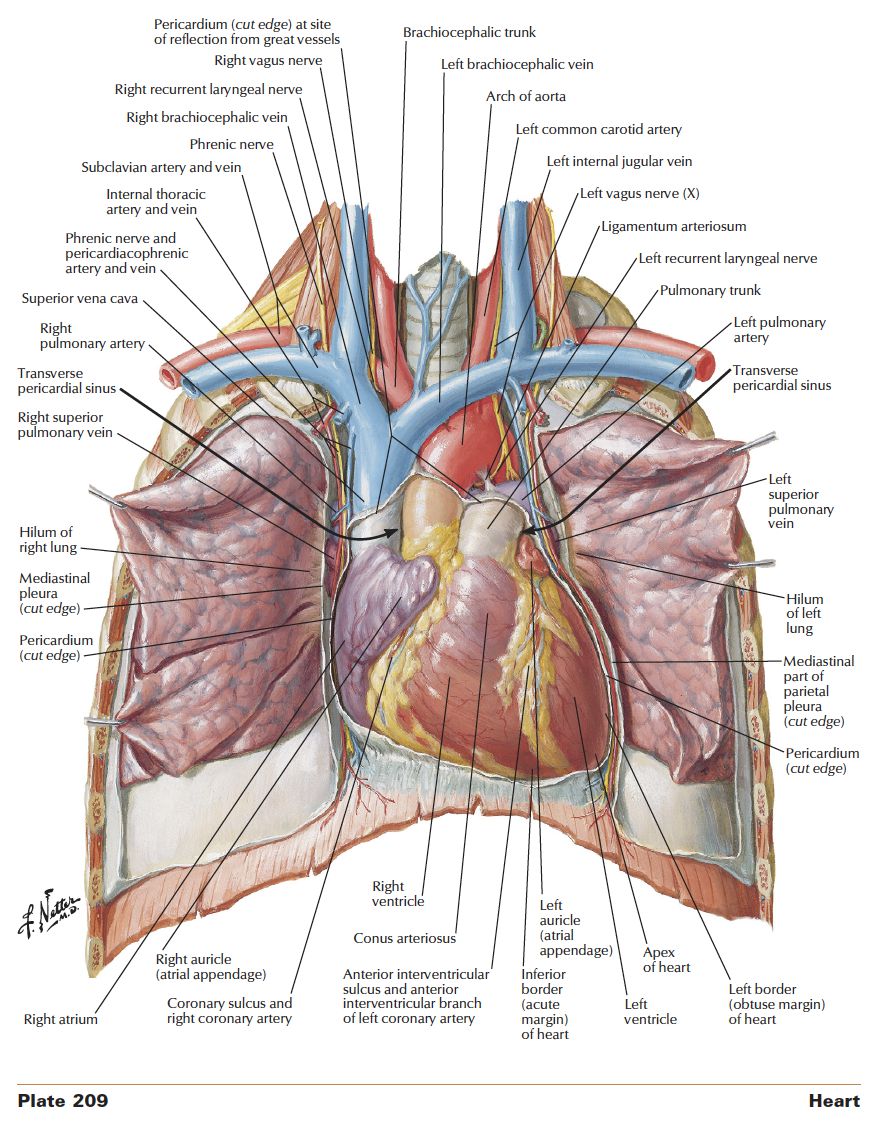 Pericardium (cut edge) at site
of reflection from great vessels
Right vagus nerve
Right recurrent laryngeal nerve
Right brachiocephalic vein
Phrenic nerve
Subclavian artery and vein
Internal thoracic
artery and vein
Phrenic nerve and
pericardiacophrenic
artery and vein
Superior vena cava
Right
pulmonary artery
Transverse
pericardial sinus
Right superior
pulmonary vein
Hilum of
right lung
Mediastinal
pleura
(cut edge)
Pericardium
(cut edge)
Brachiocephalic trunk
Left brachiocephalic vein
Arch of aorta
Left common carotid artery
Left internal jugular vein
Left vagus nerve (X)
Ligamentum arteriosum
Left recurrent laryngeal nerve
Pulmonary trunk
Left pulmonary
artery
Transverse
pericardial sinus
Left
superior
pulmonary
vein
Hilum
of left
lung
Mediastinal
part of
parietal
pleura
(cut edge)
Pericardium
(cut edge)
F. Netter
M.D.
Right
ventricle
Conus arteriosus
Right auricle
(atrial appendage)
Right atrium
Coronary sulcus and
right coronary artery
Anterior interventricular
sulcus and anterior
interventricular branch
of left coronary artery
Left
auricle
(atrial
appendage)
Inferior
border
(acute
margin)
of heart
Apex
of heart
Left
ventricle
Left border
(obtuse margin)
of heart
Plate 209
Heart